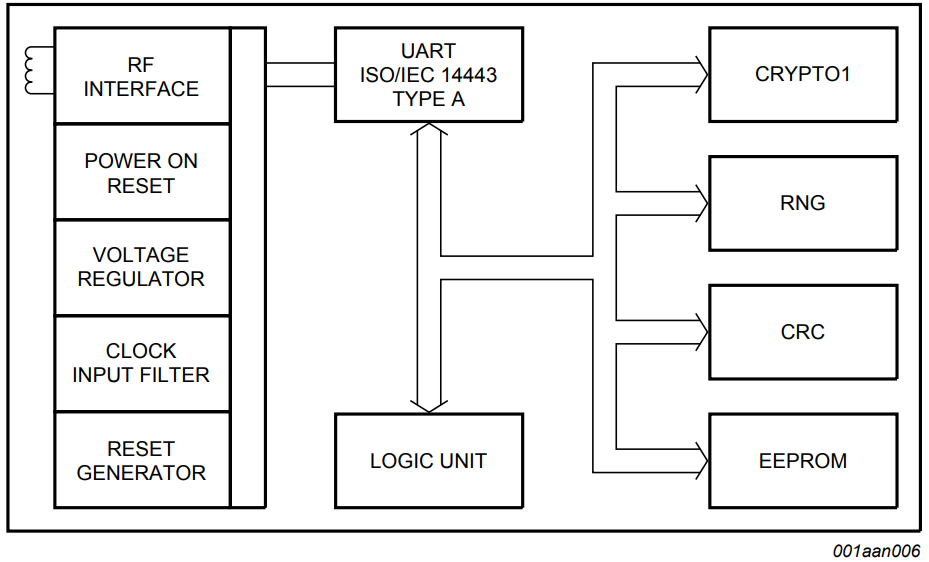 RF
INTERFACE
POWER ON
RESET
VOLTAGE
REGULATOR
CLOCK
INPUT FILTER
RESET
GENERATOR
UART
ISO/IEC 14443
TYPE A
LOGIC UNIT
CRYPTO1
RNG
CRC
EEPROM
001aan006